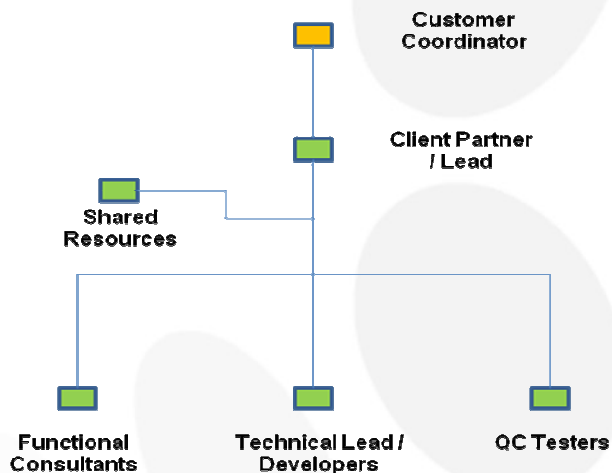 Customer
Coordinator
Client Partner
/ Lead
Shared
Resources
Functional
Consultants
Technical Lead /
Developers
QC Testers